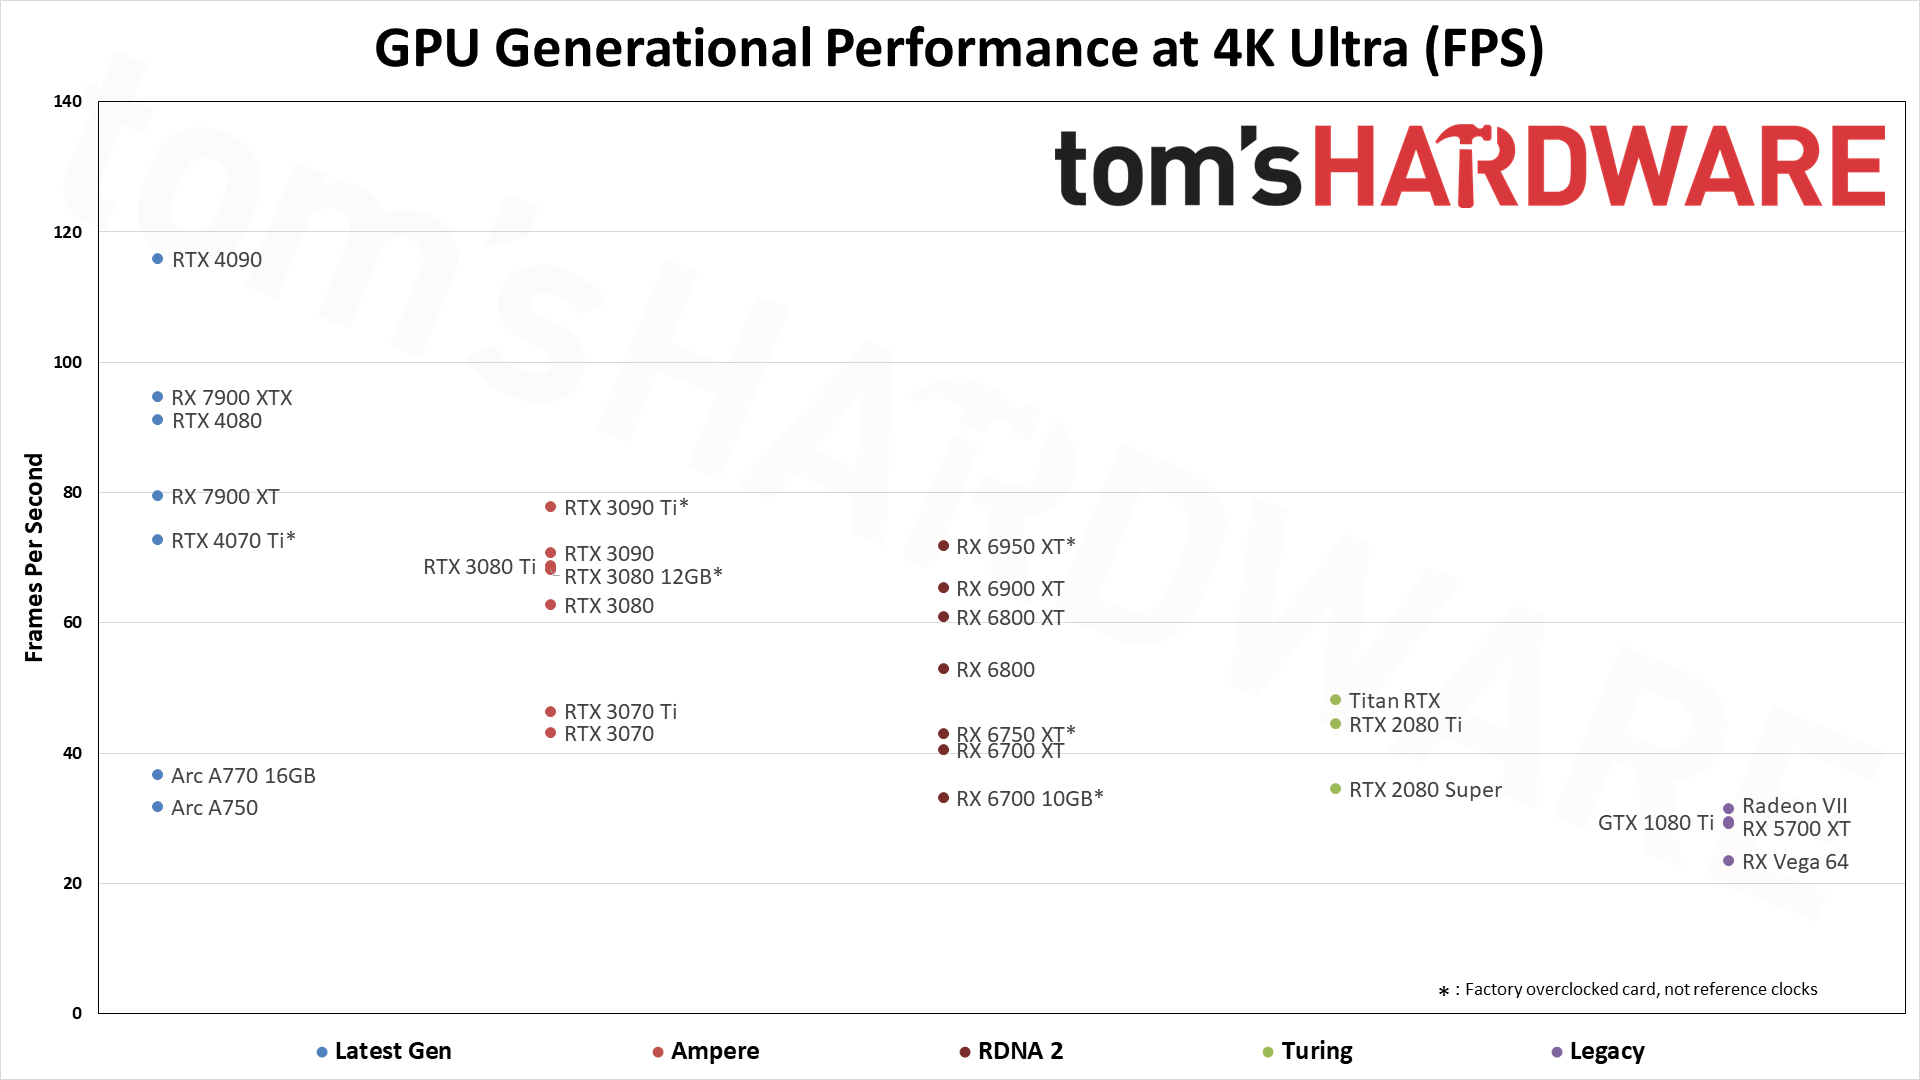 GPU Generational Performance at 4K Ultra (FPS)
tom'sHARDWARE
tom'sHARDWARE
Frames Per Second
140
120
100
80
60
40
20
0
RTX 4090
RX 7900 XTX
RTX 4080
RX 7900 XT
RTX 4070 Ti*
Arc A770 16GB
Arc A750
RTX 3090 Ti*
RTX 3090
RTX 3080 Ti
RTX 3080 12GB*
RTX 3080
RTX 3070 Ti
RTX 3070
RX 6950 XT*
RX 6900 XT
RX 6800 XT
RX 6800
RX 6750 XT*
RX 6700 XT
RX 6700 10GB*
Titan RTX
RTX 2080 Ti
RTX 2080 Super
Radeon VII
GTX 1080 Ti
RX 5700 XT
RX Vega 64
* : Factory overclocked card, not reference clocks
Latest Gen
Ampere
RDNA 2
Turing
Legacy